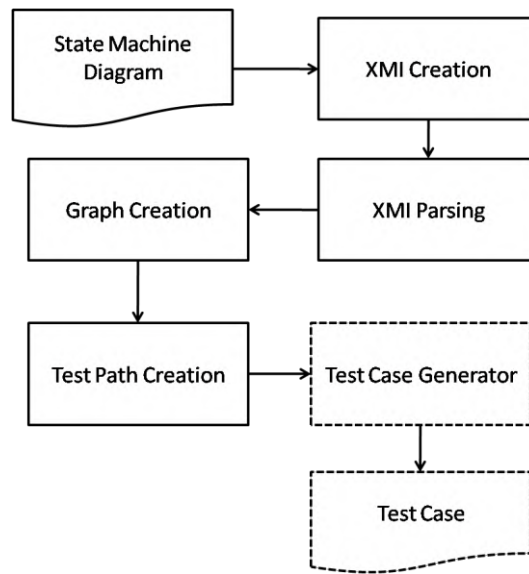 State Machine
Diagram
XMI Creation
Graph Creation
XMI Parsing
Test Path Creation
Test Case Generator
Test Case